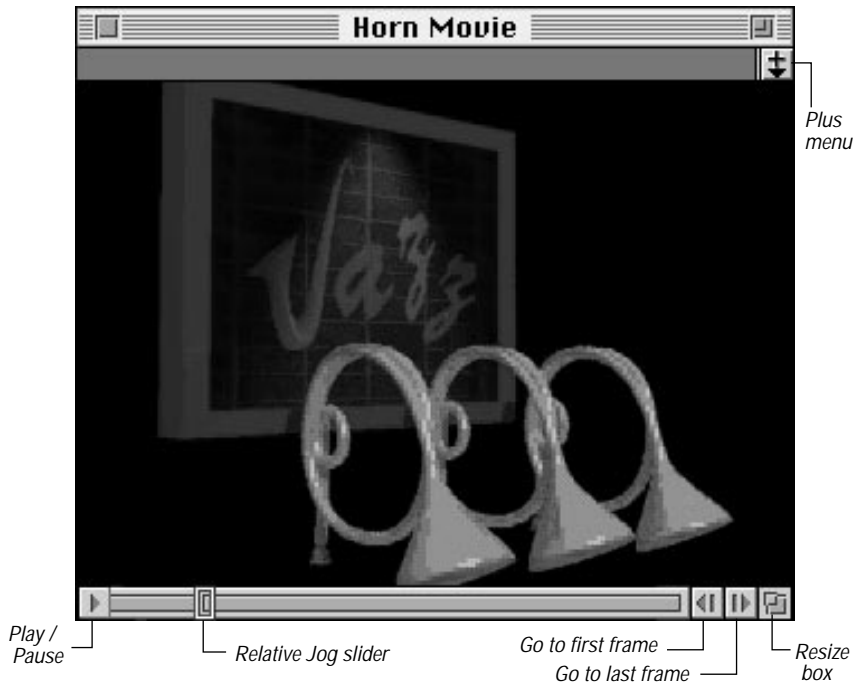 Horn Movie
Plus
menu
Jazz
Play /
Pause
Relative Jog slider
Go to first frame
Go to last frame
Resize
box